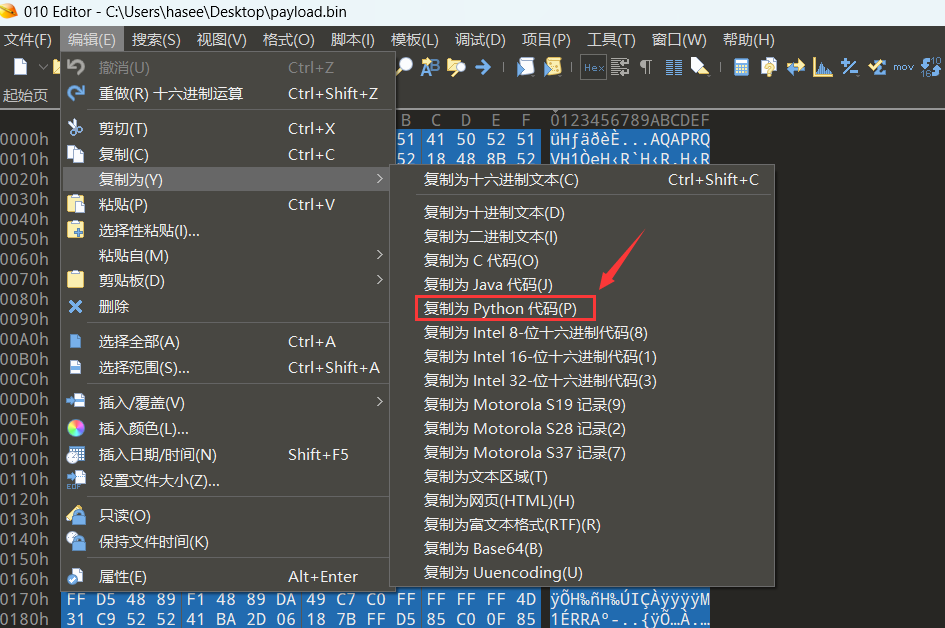 010 Editor - C:\Users\hasee\Desktop\payload.bin
文件(F) 编辑(E) 搜索(S) 视图(V) 格式(O) 脚本(I) 模板(L) 调试(D) 项目(P) 工具(T) 窗口(W) 帮助(H)
撤消(U) Ctrl+Z
Hex
mov
起始页
重做(R) 十六进制运算 Ctrl+Shift+Z
剪切(T) Ctrl+X
复制(C) Ctrl+C
复制为(Y)
粘贴(P) Ctrl+V
选择性粘贴(I)...
粘贴自(M)
剪贴板(D)
删除
选择全部(A) Ctrl+A
选择范围(S)... Ctrl+Shift+A
插入/覆盖(V)
插入颜色(L)...
插入日期/时间(N) Shift+F5
设置文件大小(Z)...
只读(O)
保持文件时间(K)
属性(E) Alt+Enter
复制为十六进制文本(C) Ctrl+Shift+C
复制为十进制文本(D)
复制为二进制文本(I)
复制为 C 代码(O)
复制为 Java 代码(J)
复制为 Python 代码(P)
复制为 Intel 8-位十六进制代码(8)
复制为 Intel 16-位十六进制代码(1)
复制为 Intel 32-位十六进制代码(3)
复制为 Motorola S19 记录(9)
复制为 Motorola S28 记录(2)
复制为 Motorola S37 记录(7)
复制为文本区域(T)
复制为网页(HTML)(H)
复制为富文本格式(RTF)(R)
复制为 Base64(B)
复制为 Uuencoding(U)
B C D E F 0123456789ABCDEF
0000h 51 41 50 52 51 üHƒäðèÈ...AQAPRQ
0010h 52 18 48 8B 52 VH1ÒeH‹R`H‹R.H‹R
0020h
0030h
0040h
0050h
0060h
0070h
0080h
0090h
00A0h
00B0h
00C0h
00D0h
00E0h
00F0h
0100h
0110h
0120h
0130h
0140h
0150h
0160h
0170h FF D5 48 89 F1 48 89 DA 49 C7 C0 FF FF FF FF 4D ÿÕH‰ñH‰ÚIÇÀÿÿÿÿM
0180h 31 C9 52 52 41 BA 2D 06 18 7B FF D5 85 C0 0F 85 1ÉRRAº-..{ÿÕ…À.…